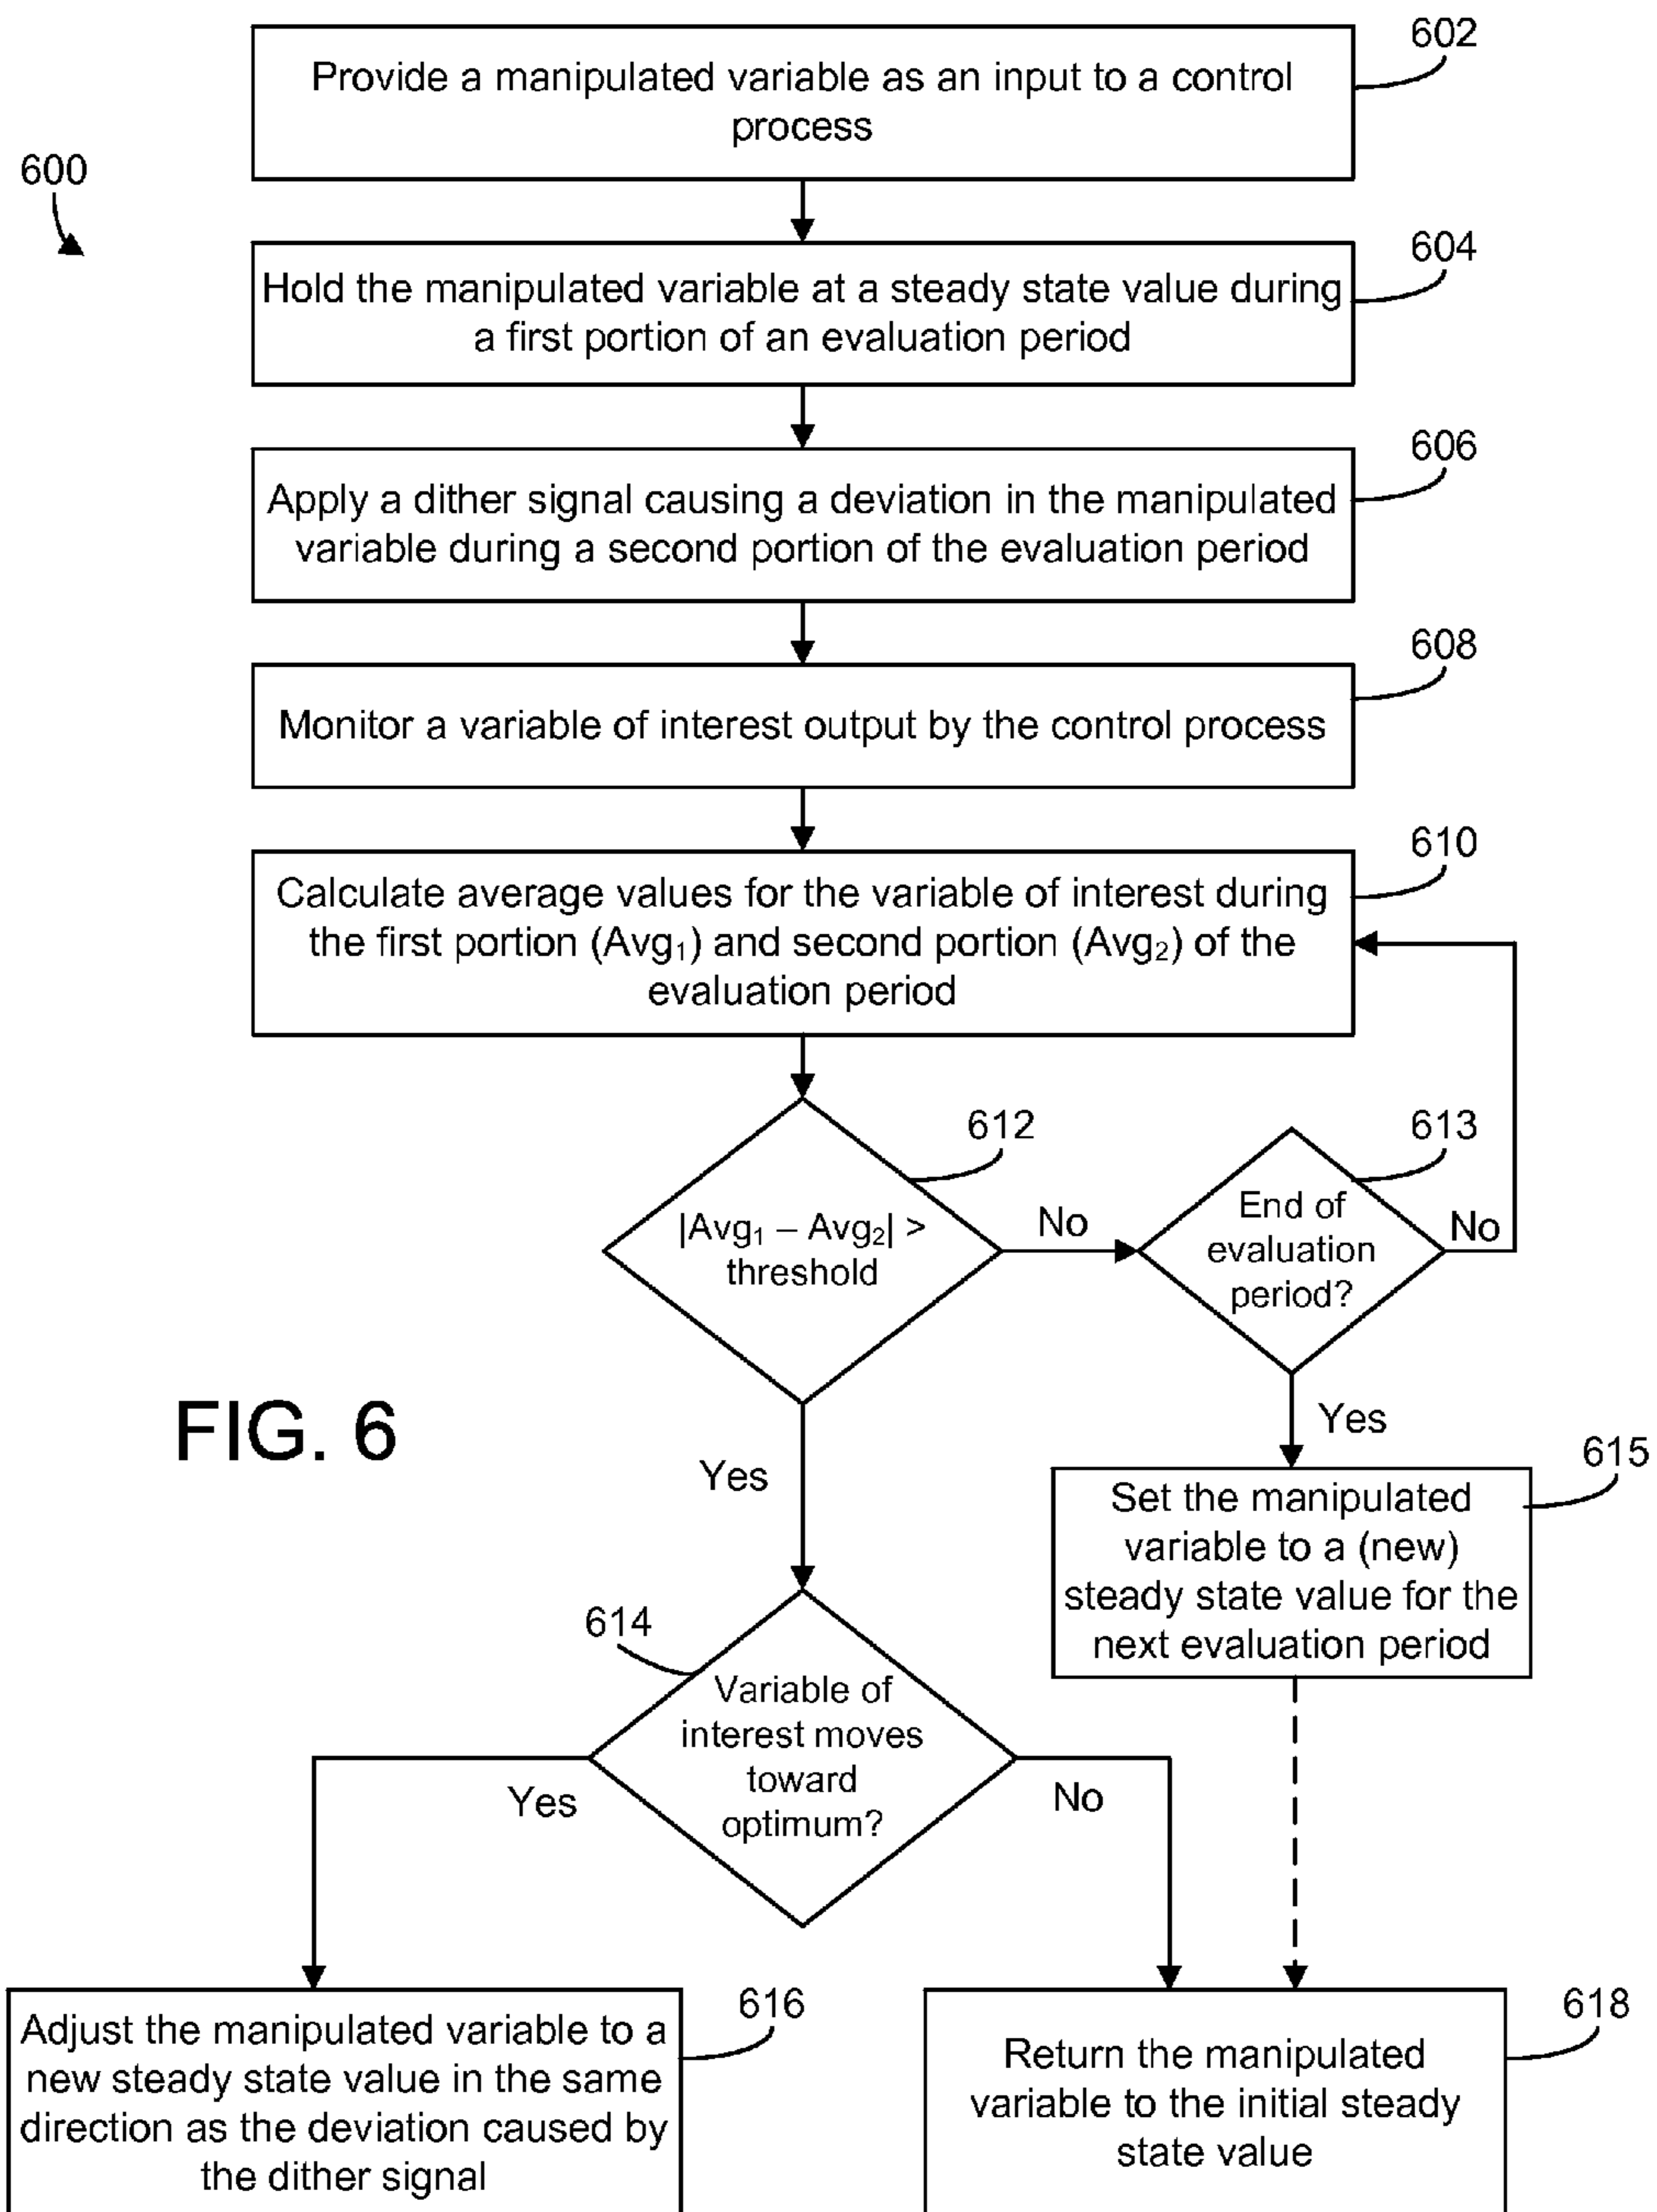 602
Provide a manipulated variable as an input to a control
process
600
604
Hold the manipulated variable at a steady state value during
a first portion of an evaluation period
606
Apply a dither signal causing a deviation in the manipulated
variable during a second portion of the evaluation period
608
Monitor a variable of interest output by the control process
610
Calculate average values for the variable of interest during
the first portion (Avg₁) and second portion (Avg₂) of the
evaluation period
612
|Avg₁ – Avg₂| >
threshold
No
613
End of
evaluation
period?
No
Yes
Yes
FIG. 6
615
Set the manipulated
variable to a (new)
steady state value for the
next evaluation period
614
Variable of
interest moves
toward
optimum?
Yes
No
616
Adjust the manipulated variable to a
new steady state value in the same
direction as the deviation caused by
the dither signal
618
Return the manipulated
variable to the initial steady
state value